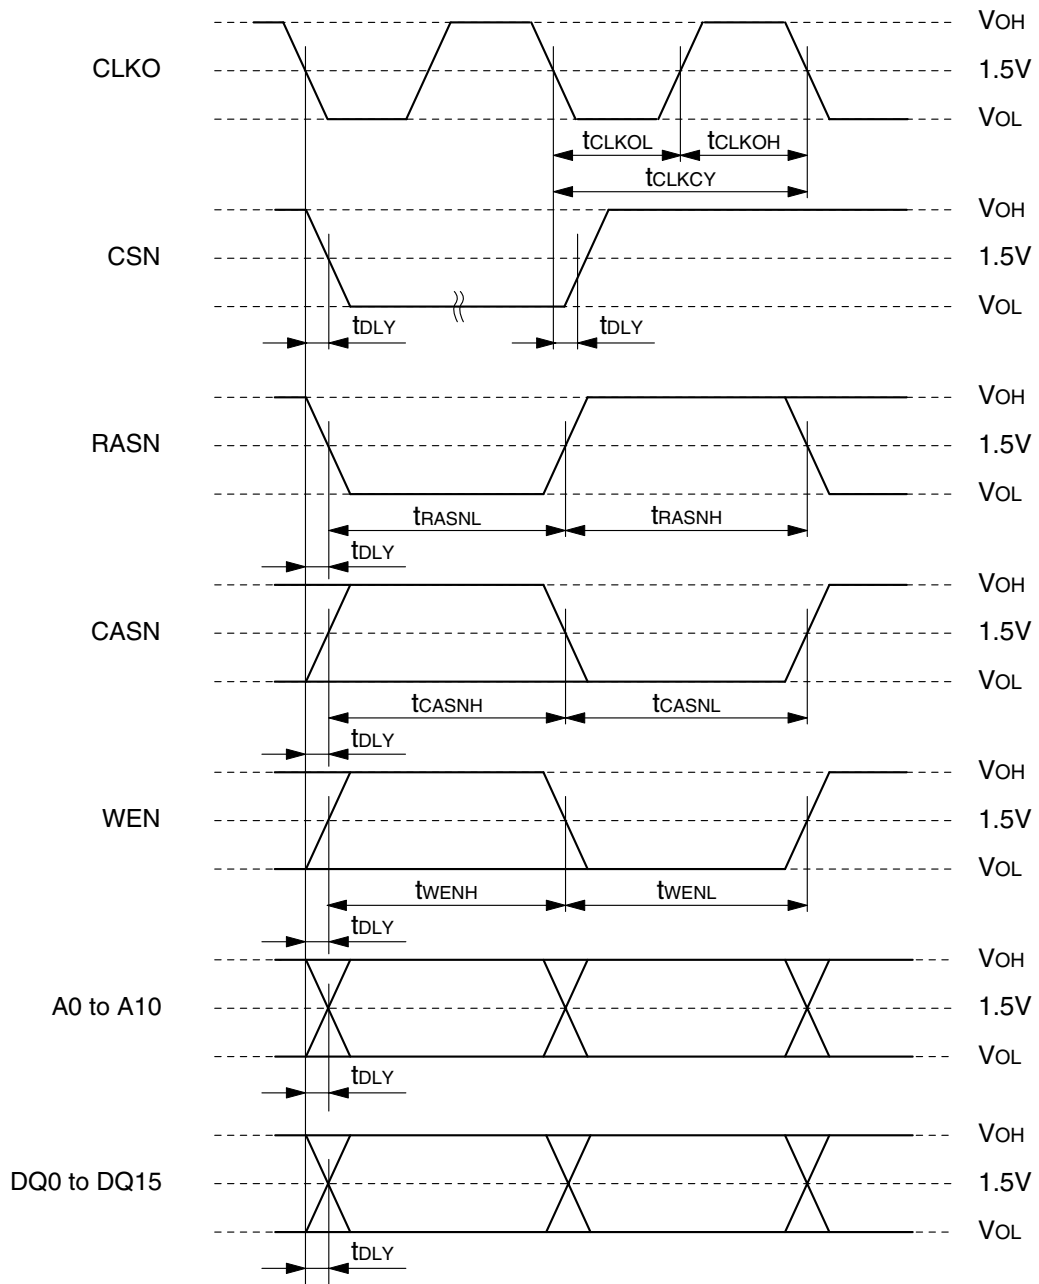 VOH
CLKO
1.5V
VOL
tCLKOL
tCLKOH
tCLKCY
VOH
CSN
1.5V
VOL
tDLY
tDLY
VOH
RASN
1.5V
VOL
tRASNL
tRASNH
tDLY
VOH
CASN
1.5V
VOL
tCASNH
tCASNL
tDLY
VOH
WEN
1.5V
VOL
tWENH
tWENL
tDLY
VOH
A0 to A10
1.5V
VOL
tDLY
VOH
DQ0 to DQ15
1.5V
VOL
tDLY